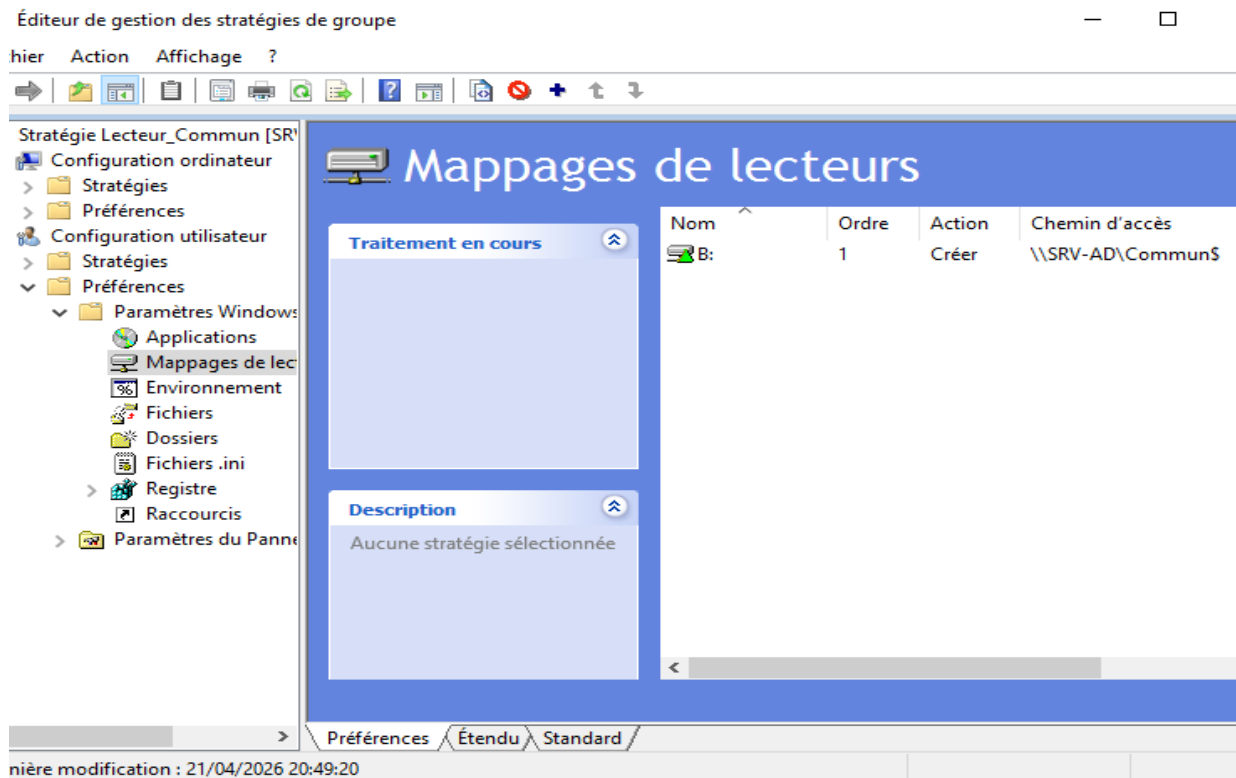 Éditeur de gestion des stratégies de groupe
hier Action Affichage ?
Stratégie Lecteur_Commun [SRV
Configuration ordinateur
Stratégies
Préférences
Configuration utilisateur
Stratégies
Préférences
Paramètres Windows
Applications
Mappages de lec
Environnement
Fichiers
Dossiers
Fichiers .ini
Registre
Raccourcis
Paramètres du Panne
Mappages de lecteurs
Traitement en cours
Description
Aucune stratégie sélectionnée
Nom Ordre Action Chemin d'accès
B: 1 Créer \\SRV-AD\Commun$
Préférences Étendu Standard
nière modification : 21/04/2026 20:49:20